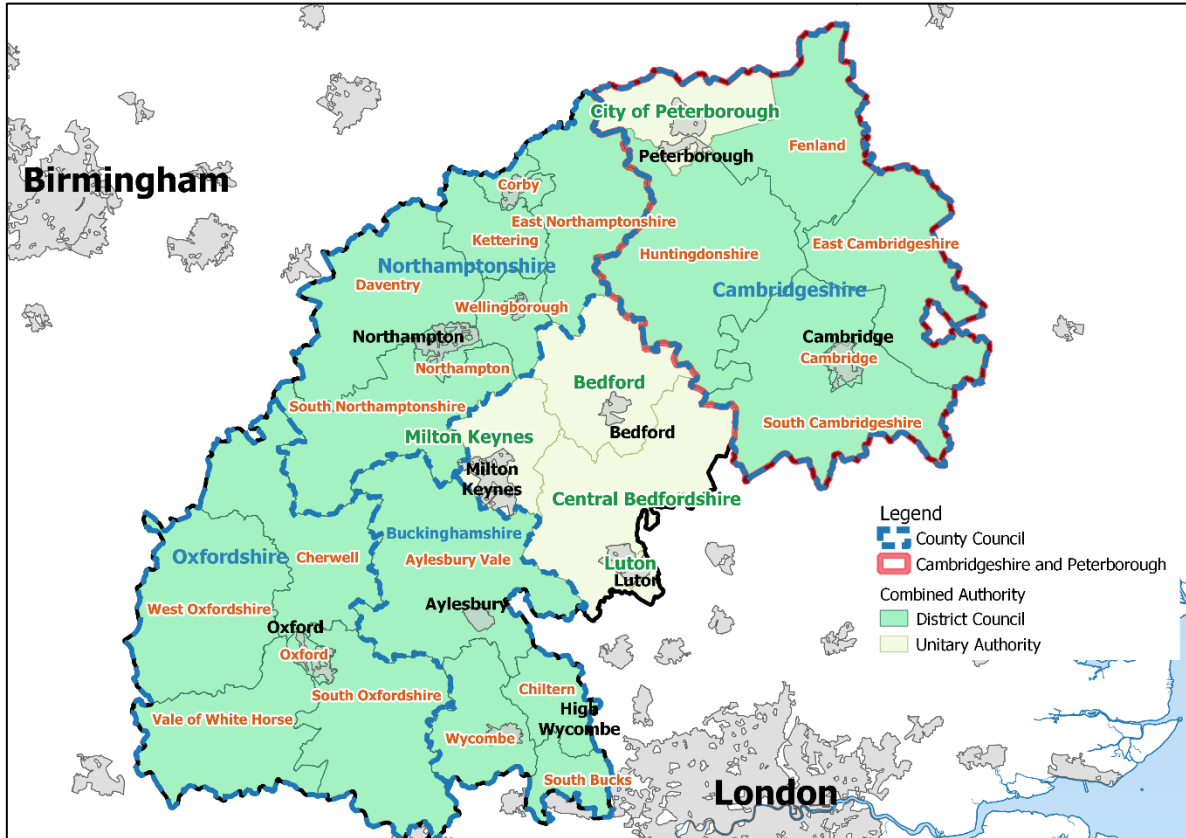 City of Peterborough
Fenland
Peterborough
Birmingham
Corby
East Northamptonshire
Kettering
Huntingdonshire
East Cambridgeshire
Northamptonshire
Daventry
Cambridgeshire
Wellingborough
Northampton
Cambridge
Cambridge
Northampton
Bedford
South Northamptonshire
South Cambridgeshire
Milton Keynes
Bedford
Milton
Keynes
Central Bedfordshire
Legend
County Council
Cambridgeshire and Peterborough
Combined Authority
District Council
Unitary Authority
Buckinghamshire
Oxfordshire
Cherwell
Aylesbury Vale
Luton
Luton
West Oxfordshire
Aylesbury
Oxford
Oxford
South Oxfordshire
Chiltern
High
Wycombe
Vale of White Horse
Wycombe
South Bucks
London